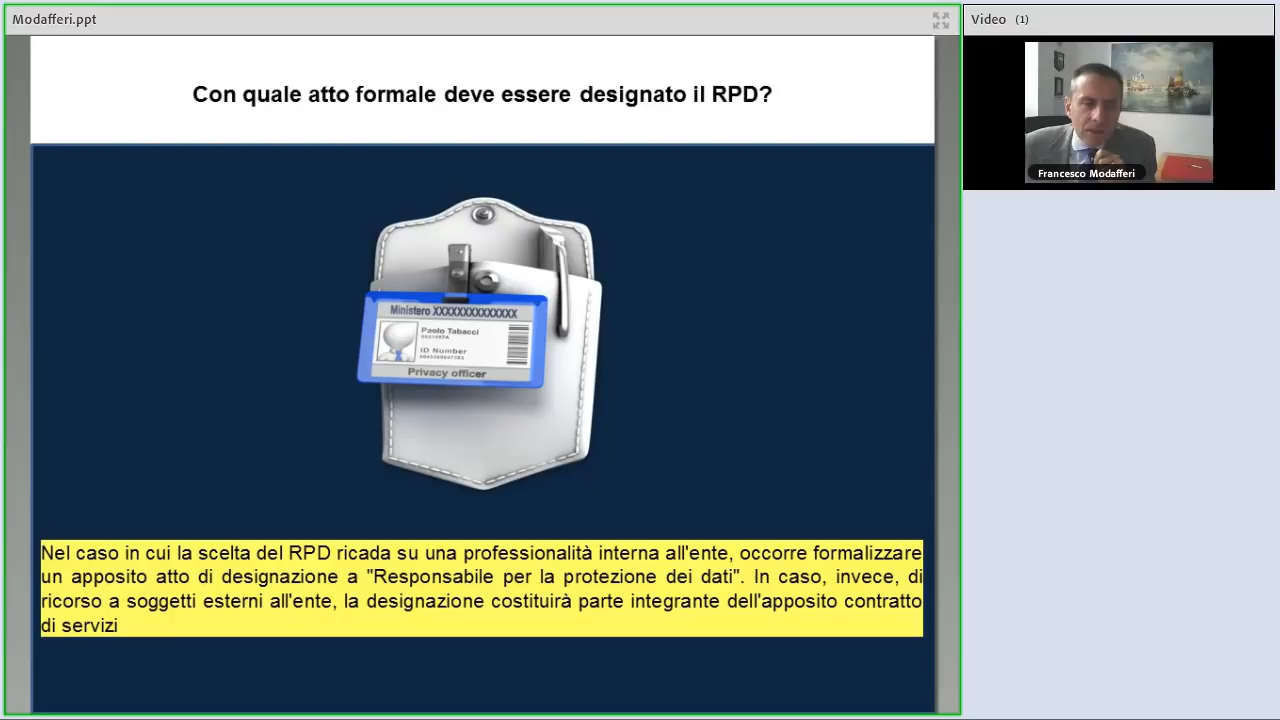 Modafferi.ppt
Video (1)
Francesco Modafferi
Con quale atto formale deve essere designato il RPD?
Ministero XXXXXXXXXXXXXX
Paolo Tabacci
ID Number
Privacy officer
Nel caso in cui la scelta del RPD ricada su una professionalità interna all'ente, occorre formalizzare
un apposito atto di designazione a "Responsabile per la protezione dei dati". In caso, invece, di
ricorso a soggetti esterni all'ente, la designazione costituirà parte integrante dell'apposito contratto
di servizi